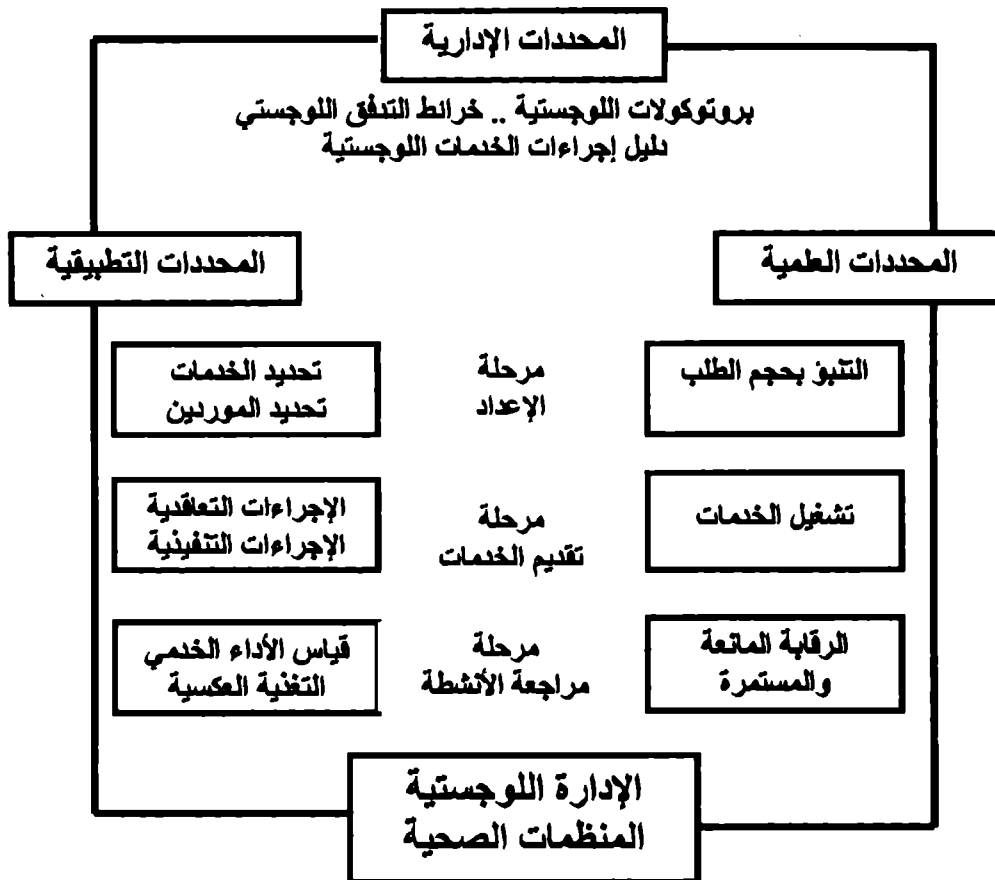 المحددات الإدارية
بروتوكولات اللوجستية .. خرائط التدفق اللوجستي
دليل إجراءات الخدمات اللوجستية
المحددات العلمية
المحددات التطبيقية
التنبؤ بحجم الطلب
مرحلة
الإعداد
تحديد الخدمات
تحديد الموردين
تشغيل الخدمات
مرحلة
تقديم الخدمات
الإجراءات التعاقدية
الإجراءات التنفيذية
الرقابة المانعة
والمستمرة
مرحلة
مراجعة الأنشطة
قياس الأداء الخدمي
التغذية العكسية
الإدارة اللوجستية
المنظمات الصحية